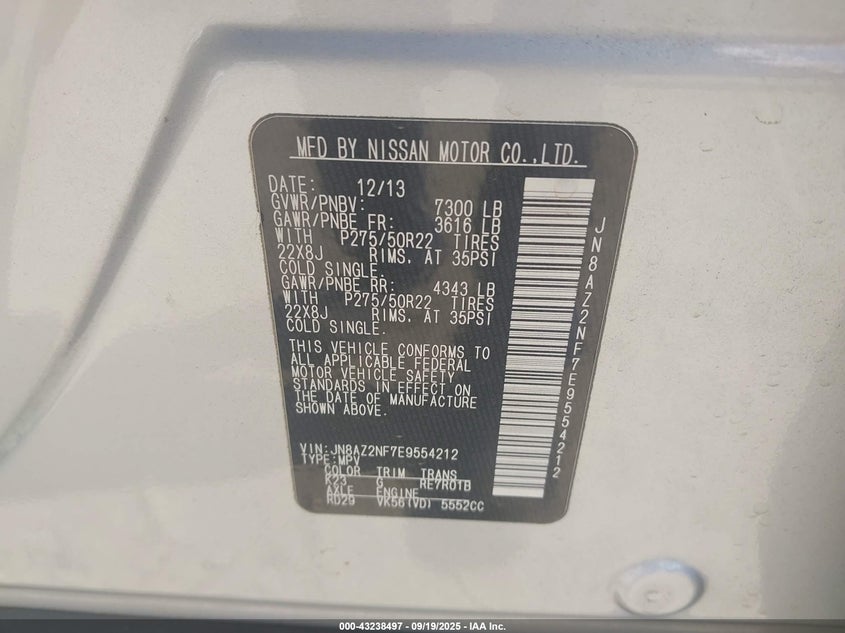 MFD BY NISSAN MOTOR CO.,LTD.
DATE: 12/13
GVWR/PNBV: 7300 LB
GAWR/PNBE FR: 3616 LB
WITH P275/50R22 TIRES
22X8J RIMS, AT 35PSI
COLD SINGLE.
GAWR/PNBE RR: 4343 LB
WITH P275/50R22 TIRES
22X8J RIMS, AT 35PSI
COLD SINGLE.
THIS VEHICLE CONFORMS TO
ALL APPLICABLE FEDERAL
MOTOR VEHICLE SAFETY
STANDARDS IN EFFECT ON
THE DATE OF MANUFACTURE
SHOWN ABOVE.
VIN:JN8AZ2NF7E9554212
TYPE:MPV
COLOR TRIM TRANS
K23 G RE7R01B
AXLE ENGINE
RD29 VK56(VD) 5552CC
JN8AZ2NF7E9554212
000-43238497 - 09/19/2025 - IAA Inc.